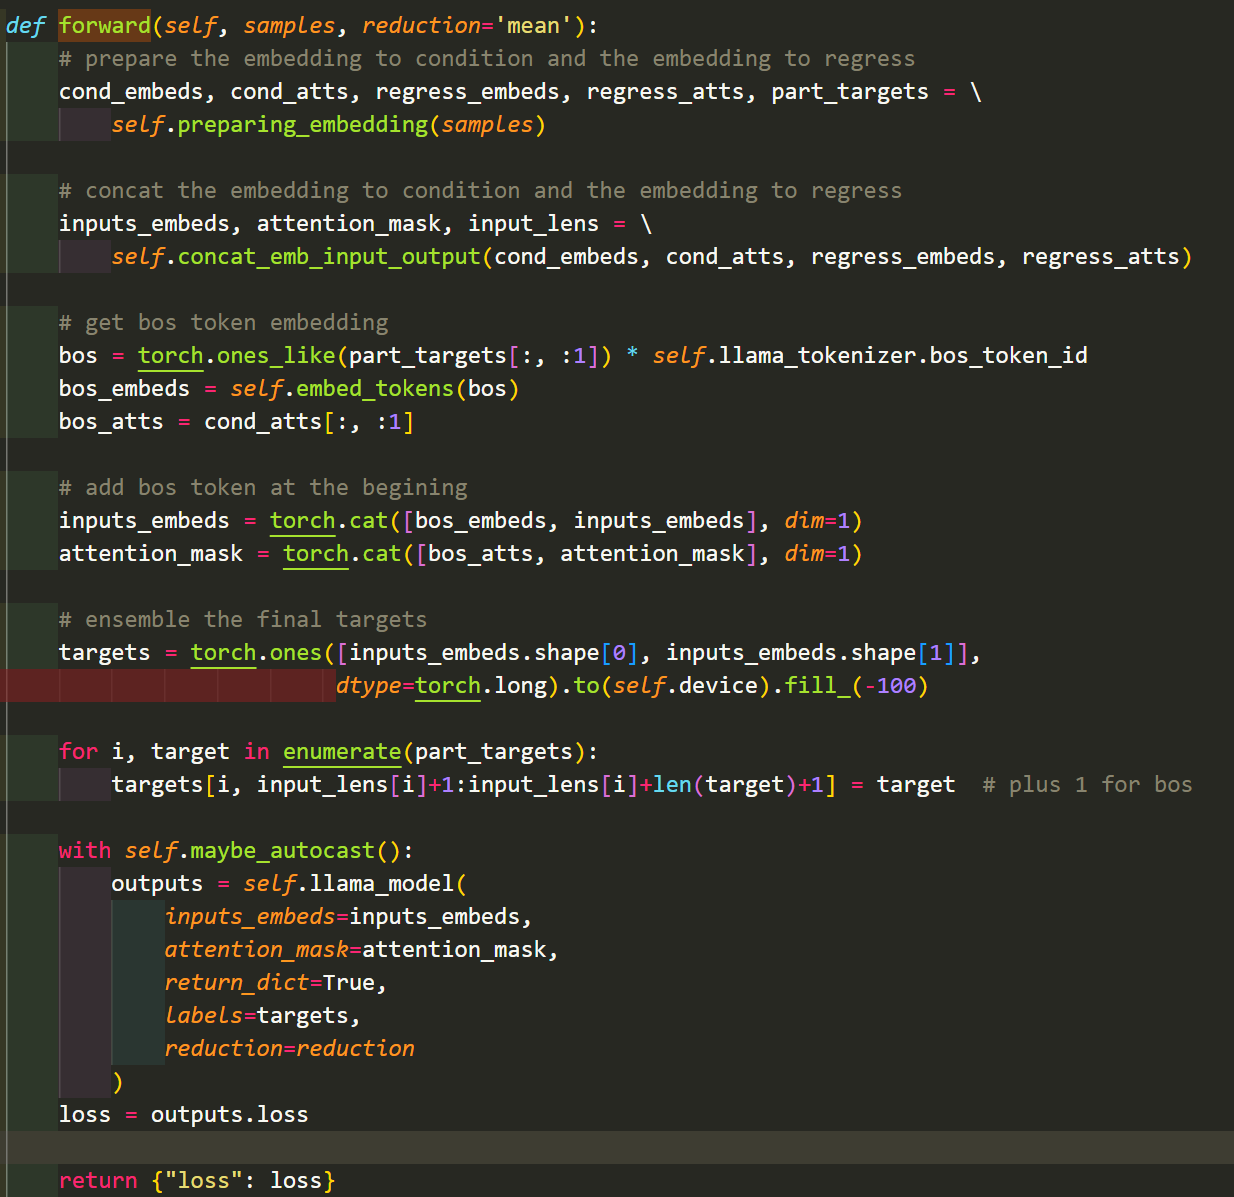 def forward(self, samples, reduction='mean'):
    # prepare the embedding to condition and the embedding to regress
    cond_embeds, cond_atts, regress_embeds, regress_atts, part_targets = \
        self.preparing_embedding(samples)

    # concat the embedding to condition and the embedding to regress
    inputs_embeds, attention_mask, input_lens = \
        self.concat_emb_input_output(cond_embeds, cond_atts, regress_embeds, regress_atts)

    # get bos token embedding
    bos = torch.ones_like(part_targets[:, :1]) * self.llama_tokenizer.bos_token_id
    bos_embeds = self.embed_tokens(bos)
    bos_atts = cond_atts[:, :1]

    # add bos token at the begining
    inputs_embeds = torch.cat([bos_embeds, inputs_embeds], dim=1)
    attention_mask = torch.cat([bos_atts, attention_mask], dim=1)

    # ensemble the final targets
    targets = torch.ones([inputs_embeds.shape[0], inputs_embeds.shape[1]],
                         dtype=torch.long).to(self.device).fill_(-100)

    for i, target in enumerate(part_targets):
        targets[i, input_lens[i]+1:input_lens[i]+len(target)+1] = target  # plus 1 for bos

    with self.maybe_autocast():
        outputs = self.llama_model(
            inputs_embeds=inputs_embeds,
            attention_mask=attention_mask,
            return_dict=True,
            labels=targets,
            reduction=reduction
        )
    loss = outputs.loss

    return {"loss": loss}